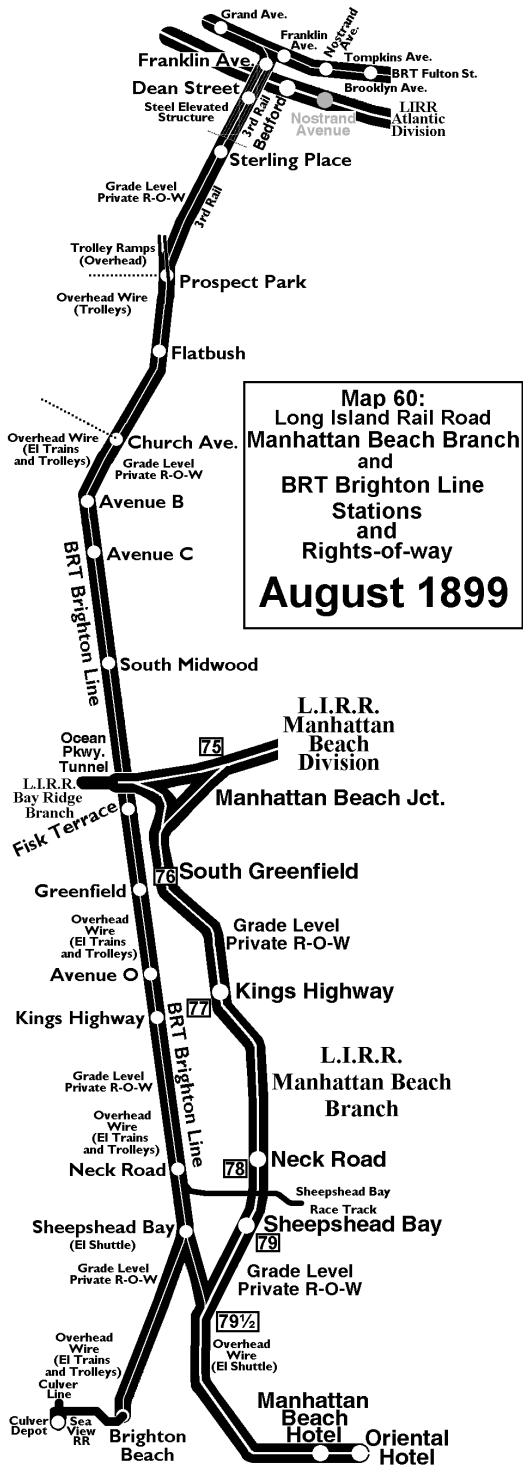 Grand Ave.
Franklin
Ave.
Nostrand
Ave.
Tompkins Ave.
Franklin Ave.
BRT Fulton St.
Dean Street
Brooklyn Ave.
Steel Elevated
Structure
3rd Rail
Bedford
Nostrand
Avenue
LIRR
Atlantic
Division
Sterling Place
Grade Level
Private R-O-W
3rd Rail
Trolley Ramps
(Overhead)
Prospect Park
Overhead Wire
(Trolleys)
Flatbush
Map 60:
Long Island Rail Road
Manhattan Beach Branch
and
BRT Brighton Line
Stations
and
Rights-of-way
August 1899
Overhead Wire
(El Trains
and Trolleys)
Church Ave.
Grade Level
Private R-O-W
Avenue B
Avenue C
BRT Brighton Line
South Midwood
L.I.R.R.
Manhattan
Beach
Division
Ocean
Pkwy.
Tunnel
75
L.I.R.R.
Bay Ridge
Branch
Manhattan Beach Jct.
Fisk Terrace
76
South Greenfield
Greenfield
Overhead
Wire
(El Trains
and Trolleys)
Grade Level
Private R-O-W
Avenue O
77
Kings Highway
Kings Highway
BRT Brighton Line
L.I.R.R.
Manhattan Beach
Branch
Grade Level
Private R-O-W
Overhead
Wire
(El Trains
and Trolleys)
Neck Road
78
Neck Road
Sheepshead Bay
Race Track
Sheepshead Bay
(El Shuttle)
Sheepshead Bay
79
Grade Level
Private R-O-W
Grade Level
Private R-O-W
79½
Overhead
Wire
(El Shuttle)
Overhead
Wire
(El Trains
and Trolleys)
Culver
Line
Culver
Depot
Sea
View
RR
Brighton
Beach
Manhattan
Beach
Hotel
Oriental
Hotel